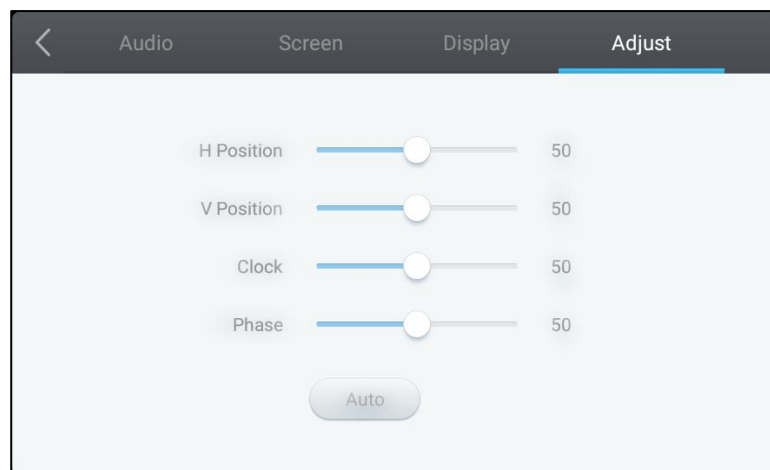 Audio Screen Display Adjust
H Position 50
V Position 50
Clock 50
Phase 50
Auto